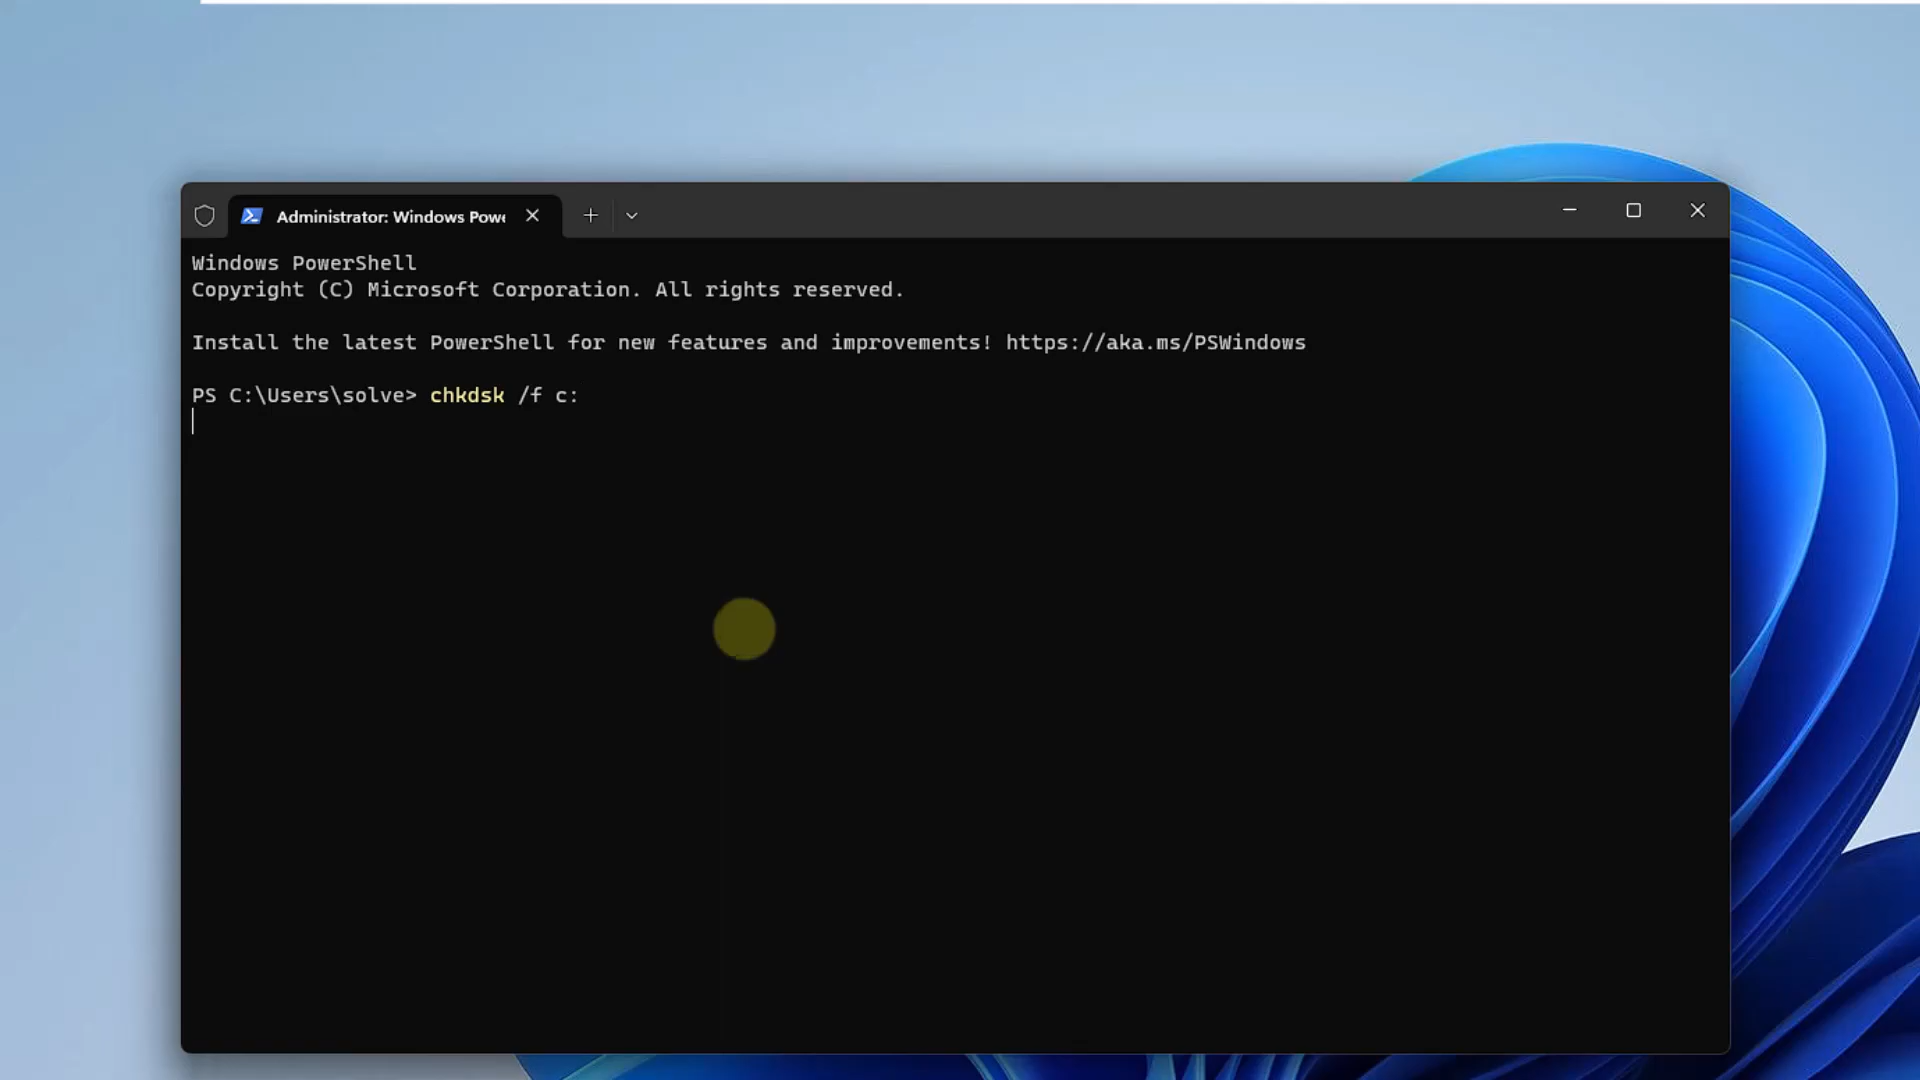 Administrator: Windows Powe
Windows PowerShell
Copyright (C) Microsoft Corporation. All rights reserved.
Install the latest PowerShell for new features and improvements! https://aka.ms/PSWindows
PS C:\Users\solve> chkdsk /f c: